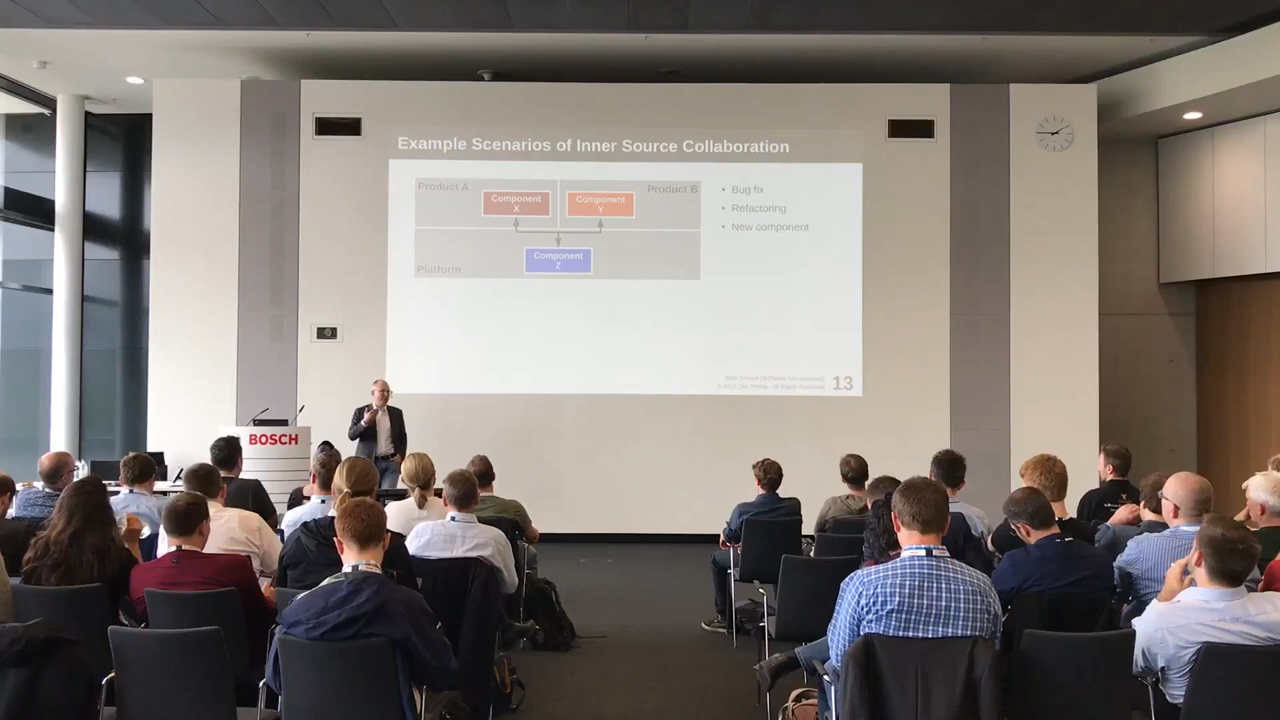 Example Scenarios of Inner Source Collaboration
Product A
Component
X
Component
Y
Product B
Component
Z
Platform
• Bug fix
• Refactoring
• New component
13
BOSCH